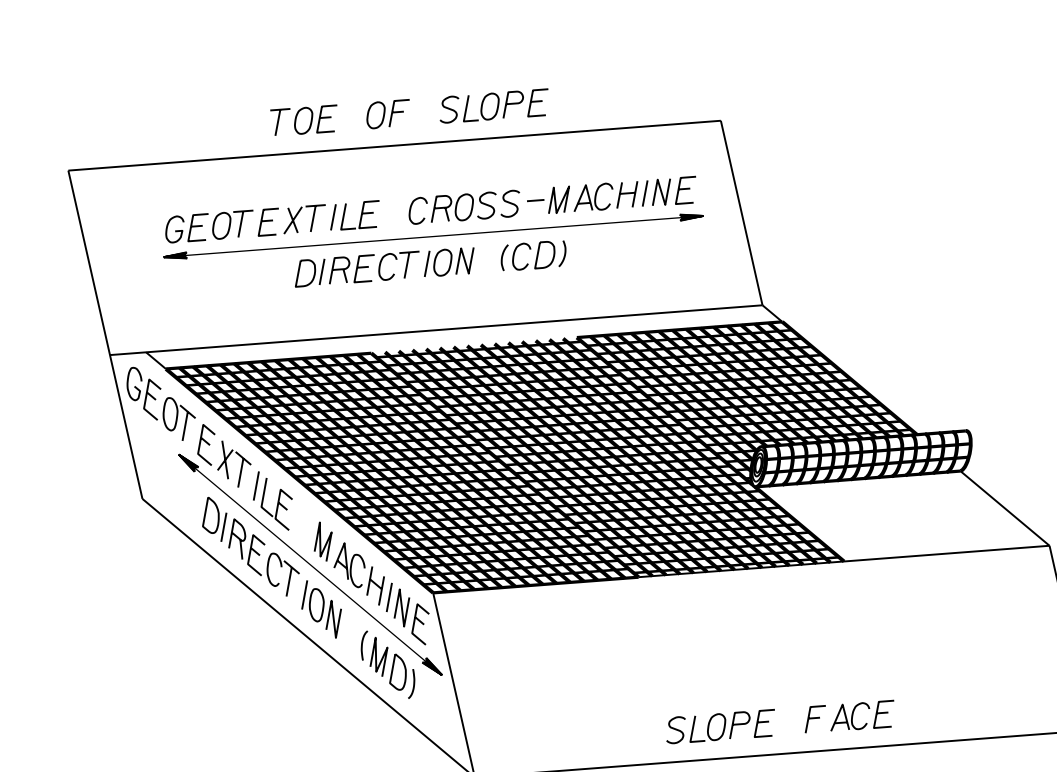 TOE OF SLOPE
GEOTEXTILE CROSS-MACHINE
DIRECTION (CD)
GEOTEXTILE MACHINE
DIRECTION (MD)
SLOPE FACE